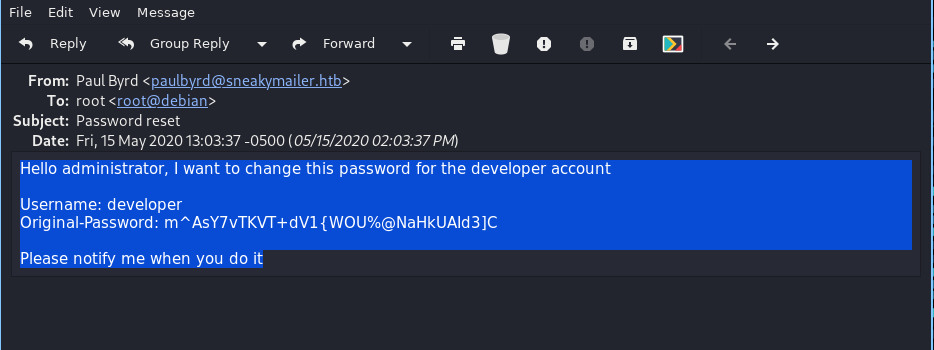 File Edit View Message
Reply Group Reply Forward
From: Paul Byrd <paulbyrd@sneakymailer.htb>
To: root <root@debian>
Subject: Password reset
Date: Fri, 15 May 2020 13:03:37 -0500 (05/15/2020 02:03:37 PM)
Hello administrator, I want to change this password for the developer account
Username: developer
Original-Password: m^AsY7vTKVT+dV1{WOU%@NaHkUAId3]C
Please notify me when you do it